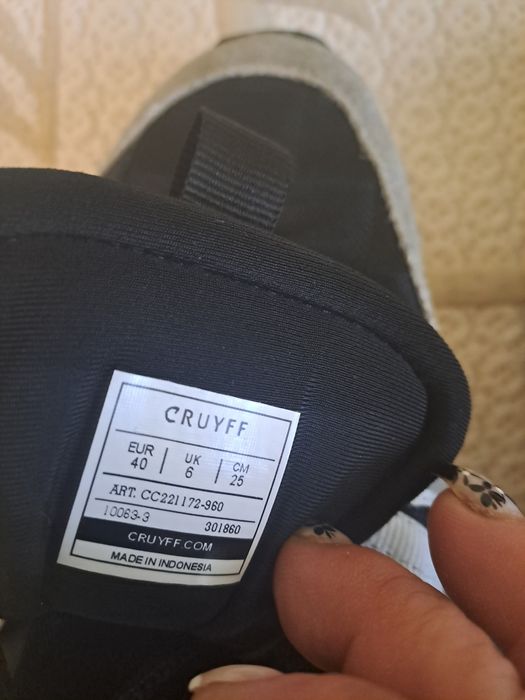 CRUYFF
EUR 40 | UK 6 | CM 25
ART. CC221172-960
10063-3 301860
CRUYFF.COM
MADE IN INDONESIA